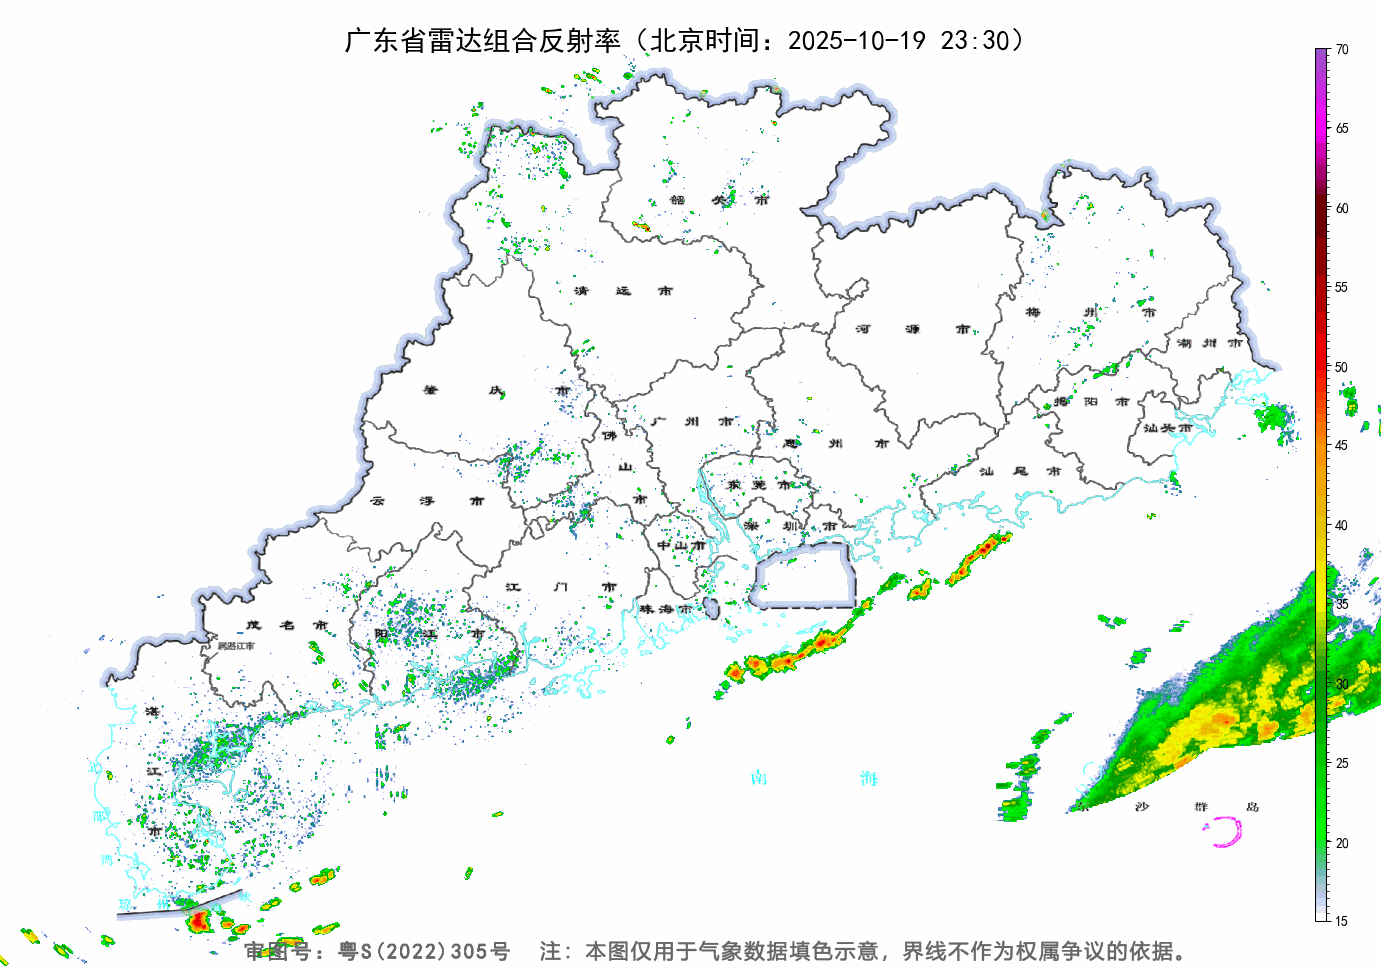 广东省雷达组合反射率（北京时间：2025-10-19 23:30）
70
65
60
55
50
45
40
35
30
25
20
15
韶关市
清远市
河源市
梅州市
潮州市
肇庆市
广州市
佛山市
惠州市
揭阳市
汕头市
云浮市
东莞市
汕尾市
深圳市
中山市
江门市
珠海市
茂名市
阳江市
属湛江市
湛江市
北部湾
南海
东沙群岛
琼州海峡
审图号：粤S(2022)305号 注：本图仅用于气象数据填色示意，界线不作为权属争议的依据。